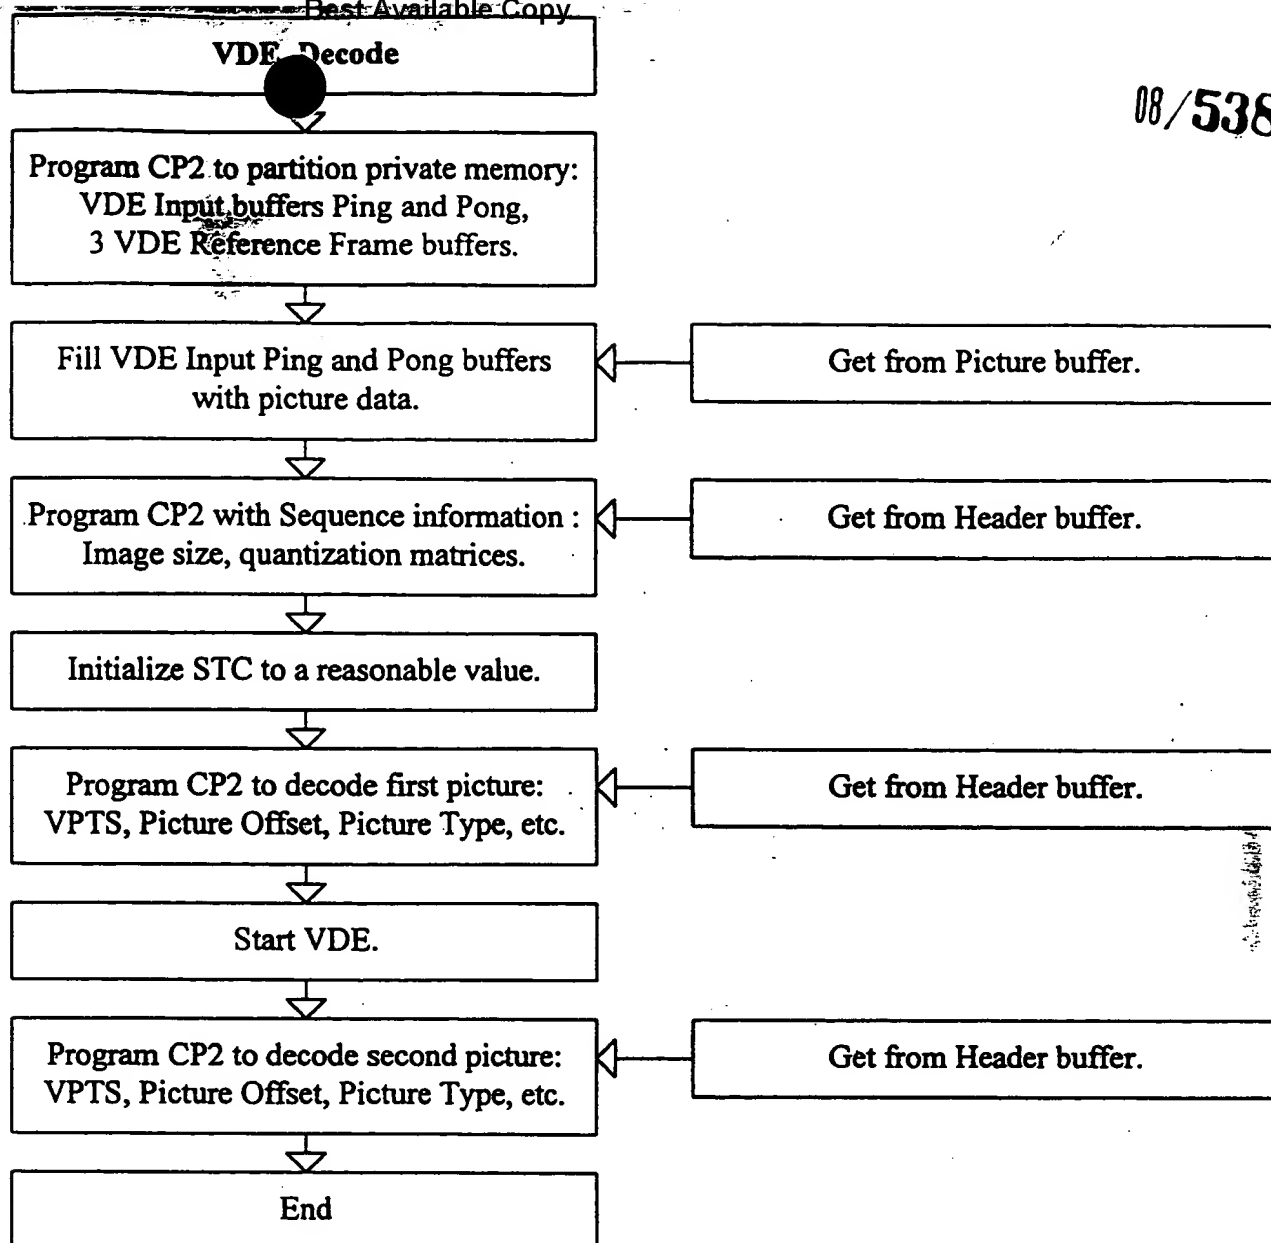 Best Available Copy
VDE Decode
08/538
Program CP2 to partition private memory:
VDE Input buffers Ping and Pong,
3 VDE Reference Frame buffers.
Fill VDE Input Ping and Pong buffers
with picture data.
Get from Picture buffer.
Program CP2 with Sequence information :
Image size, quantization matrices.
Get from Header buffer.
Initialize STC to a reasonable value.
Program CP2 to decode first picture:
VPTS, Picture Offset, Picture Type, etc.
Get from Header buffer.
Start VDE.
Program CP2 to decode second picture:
VPTS, Picture Offset, Picture Type, etc.
Get from Header buffer.
End